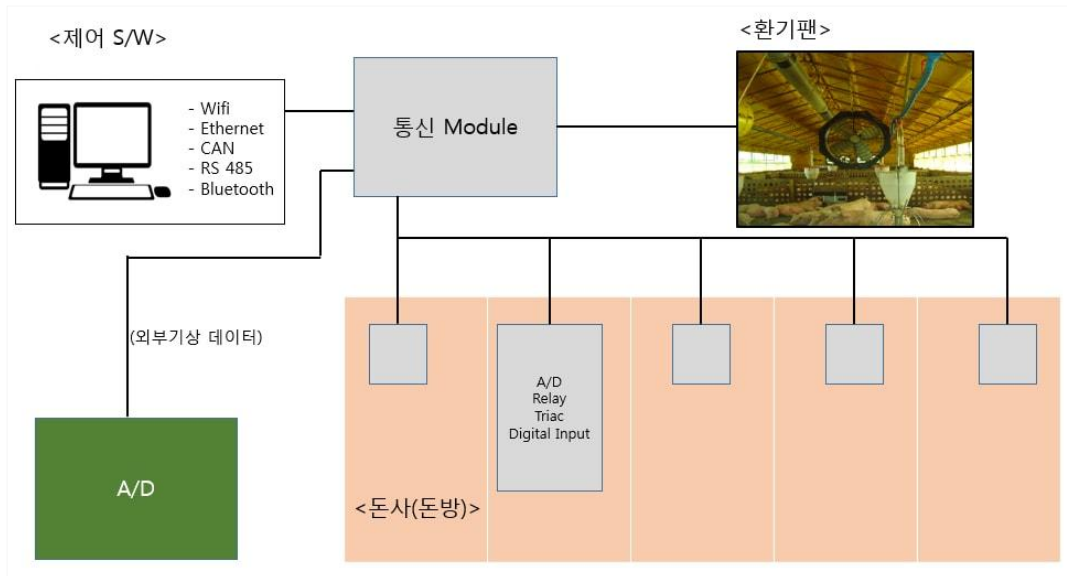 <제어 S/W>
- Wifi
- Ethernet
- CAN
- RS 485
- Bluetooth
통신 Module
<환기팬>
(외부기상 데이터)
A/D
A/D
Relay
Triac
Digital Input
<돈사(돈방)>